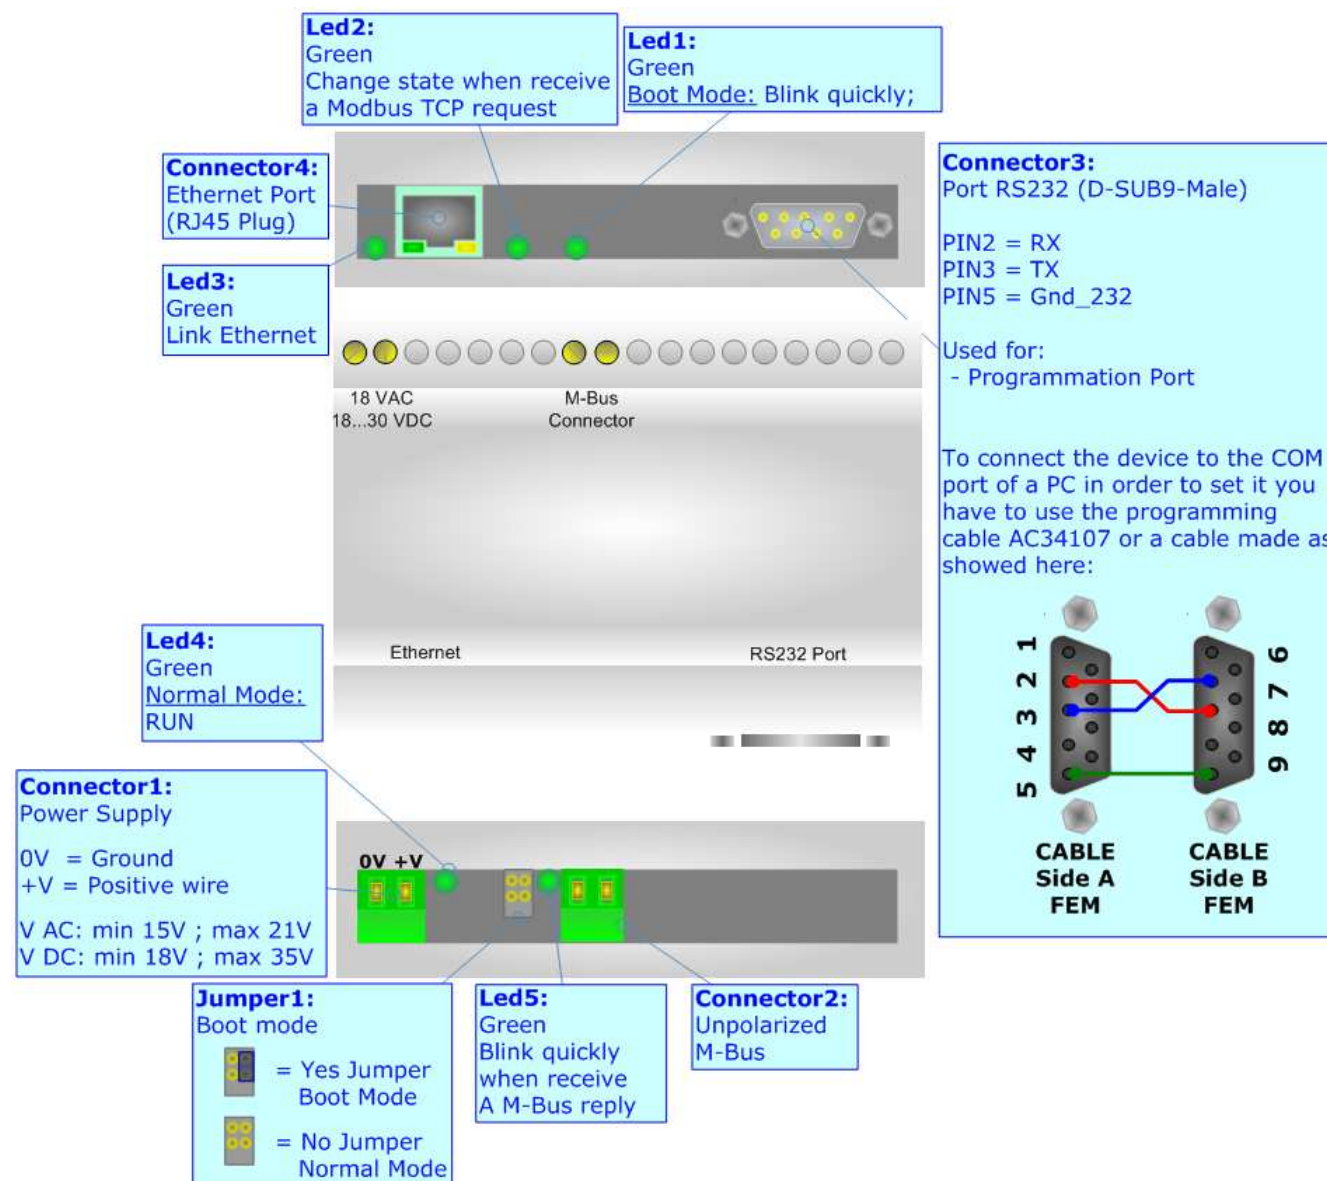 Led2:
Green
Change state when receive
a Modbus TCP request
Led1:
Green
Boot Mode: Blink quickly;
Connector4:
Ethernet Port
(RJ45 Plug)
Led3:
Green
Link Ethernet
Connector3:
Port RS232 (D-SUB9-Male)
PIN2 = RX
PIN3 = TX
PIN5 = Gnd_232
Used for:
- Programmation Port
To connect the device to the COM
port of a PC in order to set it you
have to use the programming
cable AC34107 or a cable made as
showed here:
1
2
3
4
5
6
7
8
9
CABLE
Side A
FEM
CABLE
Side B
FEM
18 VAC
18...30 VDC
M-Bus
Connector
Ethernet
RS232 Port
Led4:
Green
Normal Mode:
RUN
Connector1:
Power Supply
0V = Ground
+V = Positive wire
V AC: min 15V ; max 21V
V DC: min 18V ; max 35V
0V +V
Jumper1:
Boot mode
= Yes Jumper
Boot Mode
= No Jumper
Normal Mode
Led5:
Green
Blink quickly
when receive
A M-Bus reply
Connector2:
Unpolarized
M-Bus